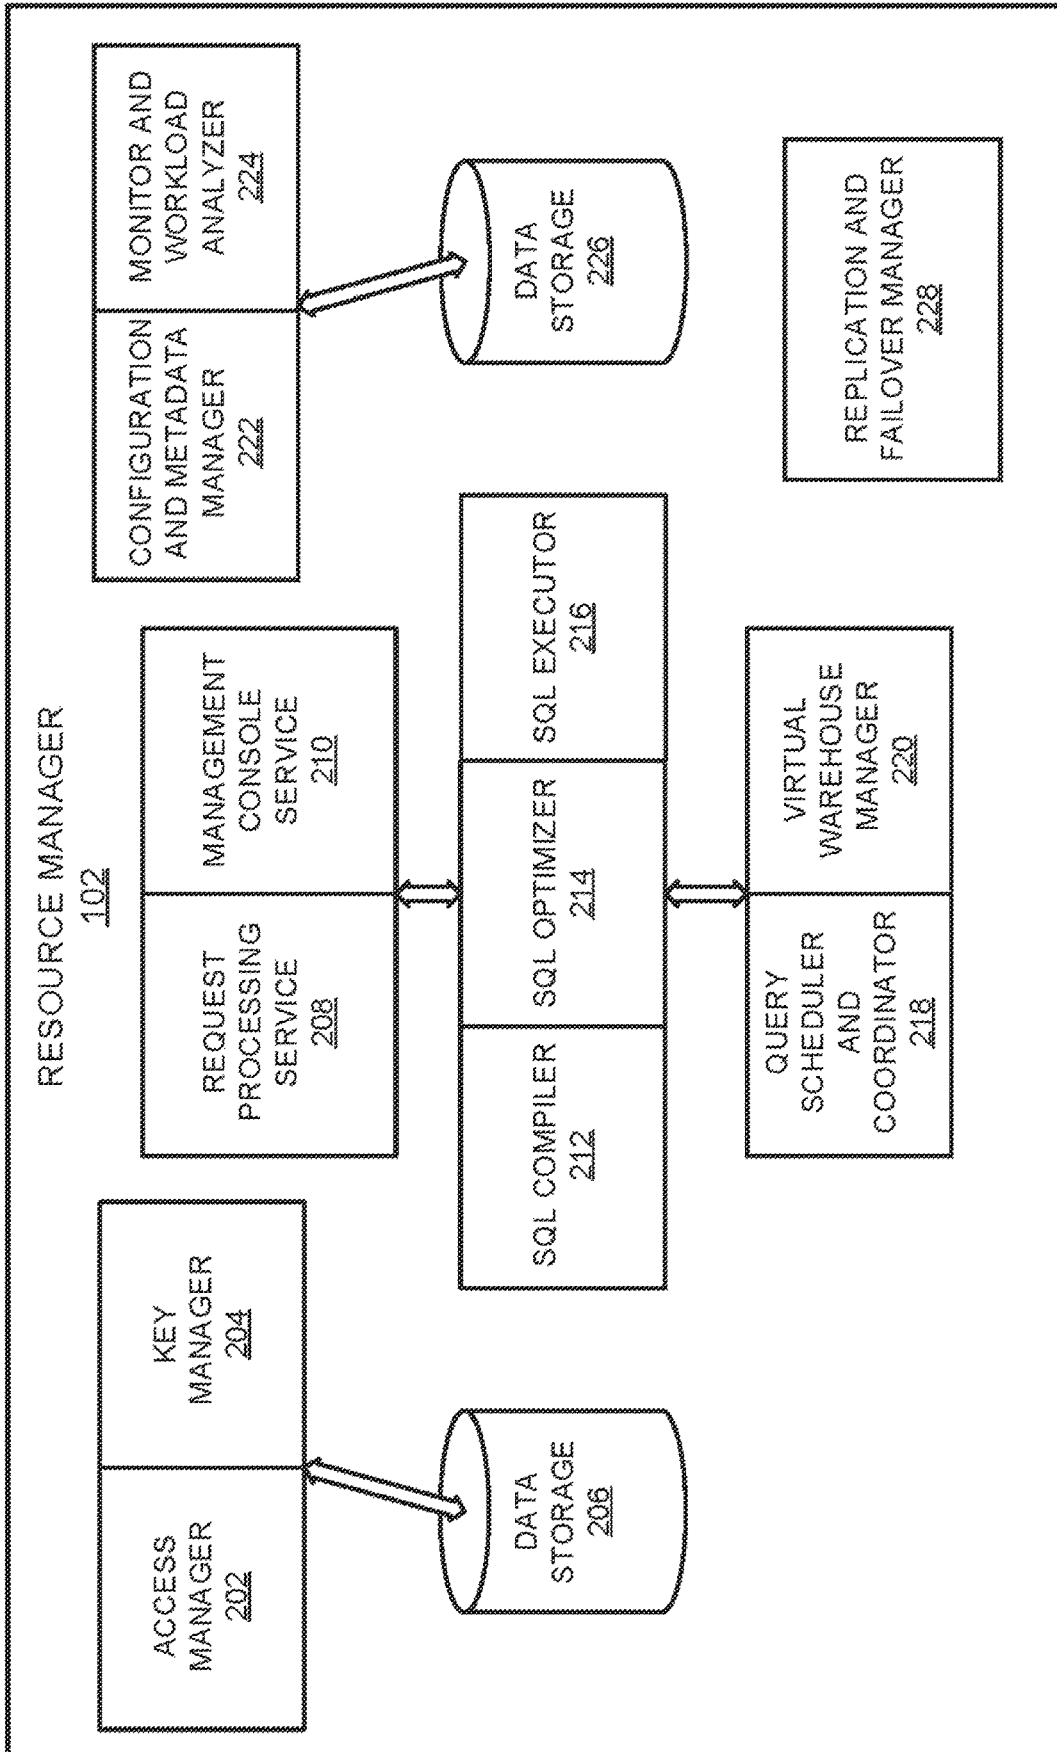 RESOURCE MANAGER
102
ACCESS
MANAGER
202
KEY
MANAGER
204
DATA
STORAGE
206
REQUEST
PROCESSING
SERVICE
208
MANAGEMENT
CONSOLE
SERVICE
210
SQL COMPILER
212
SQL OPTIMIZER
214
SQL EXECUTOR
216
QUERY
SCHEDULER
AND
COORDINATOR
218
VIRTUAL
WAREHOUSE
MANAGER
220
CONFIGURATION
AND METADATA
MANAGER
222
MONITOR AND
WORKLOAD
ANALYZER
224
DATA
STORAGE
226
REPLICATION AND
FAILOVER MANAGER
228